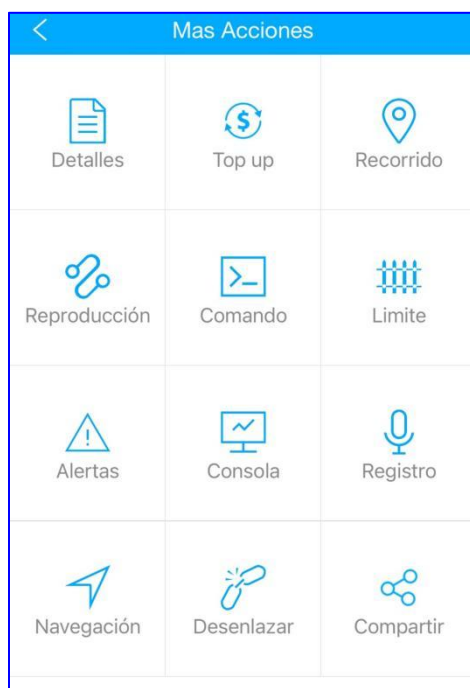 Mas Acciones
Detalles Top up Recorrido
Reproducción Comando Limite
Alertas Consola Registro
Navegación Desenlazar Compartir